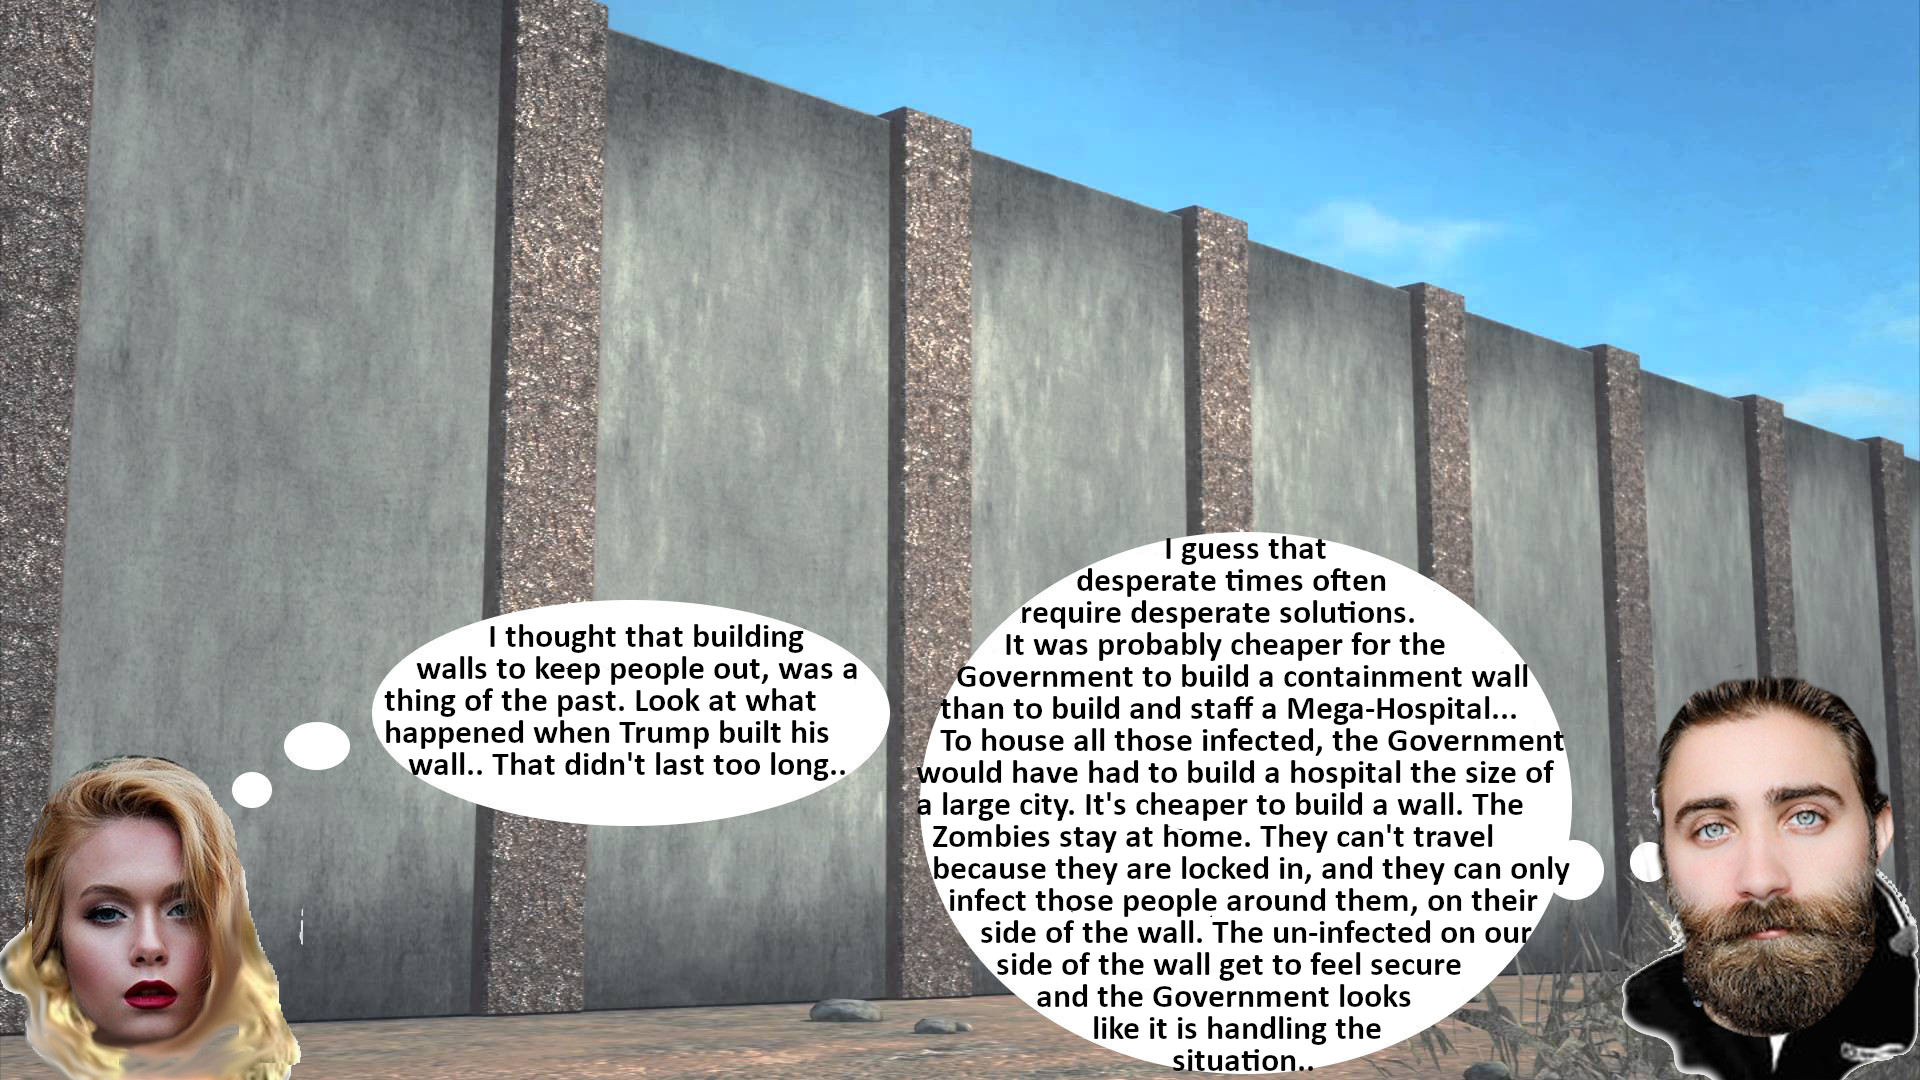 I thought that building
walls to keep people out, was a
thing of the past. Look at what
happened when Trump built his
wall.. That didn't last too long..
I guess that
desperate times often
require desperate solutions.
It was probably cheaper for the
Government to build a containment wall
than to build and staff a Mega-Hospital...
To house all those infected, the Government
would have had to build a hospital the size of
a large city. It's cheaper to build a wall. The
Zombies stay at home. They can't travel
because they are locked in, and they can only
infect those people around them, on their
side of the wall. The un-infected on our
side of the wall get to feel secure
and the Government looks
like it is handling the
situation..